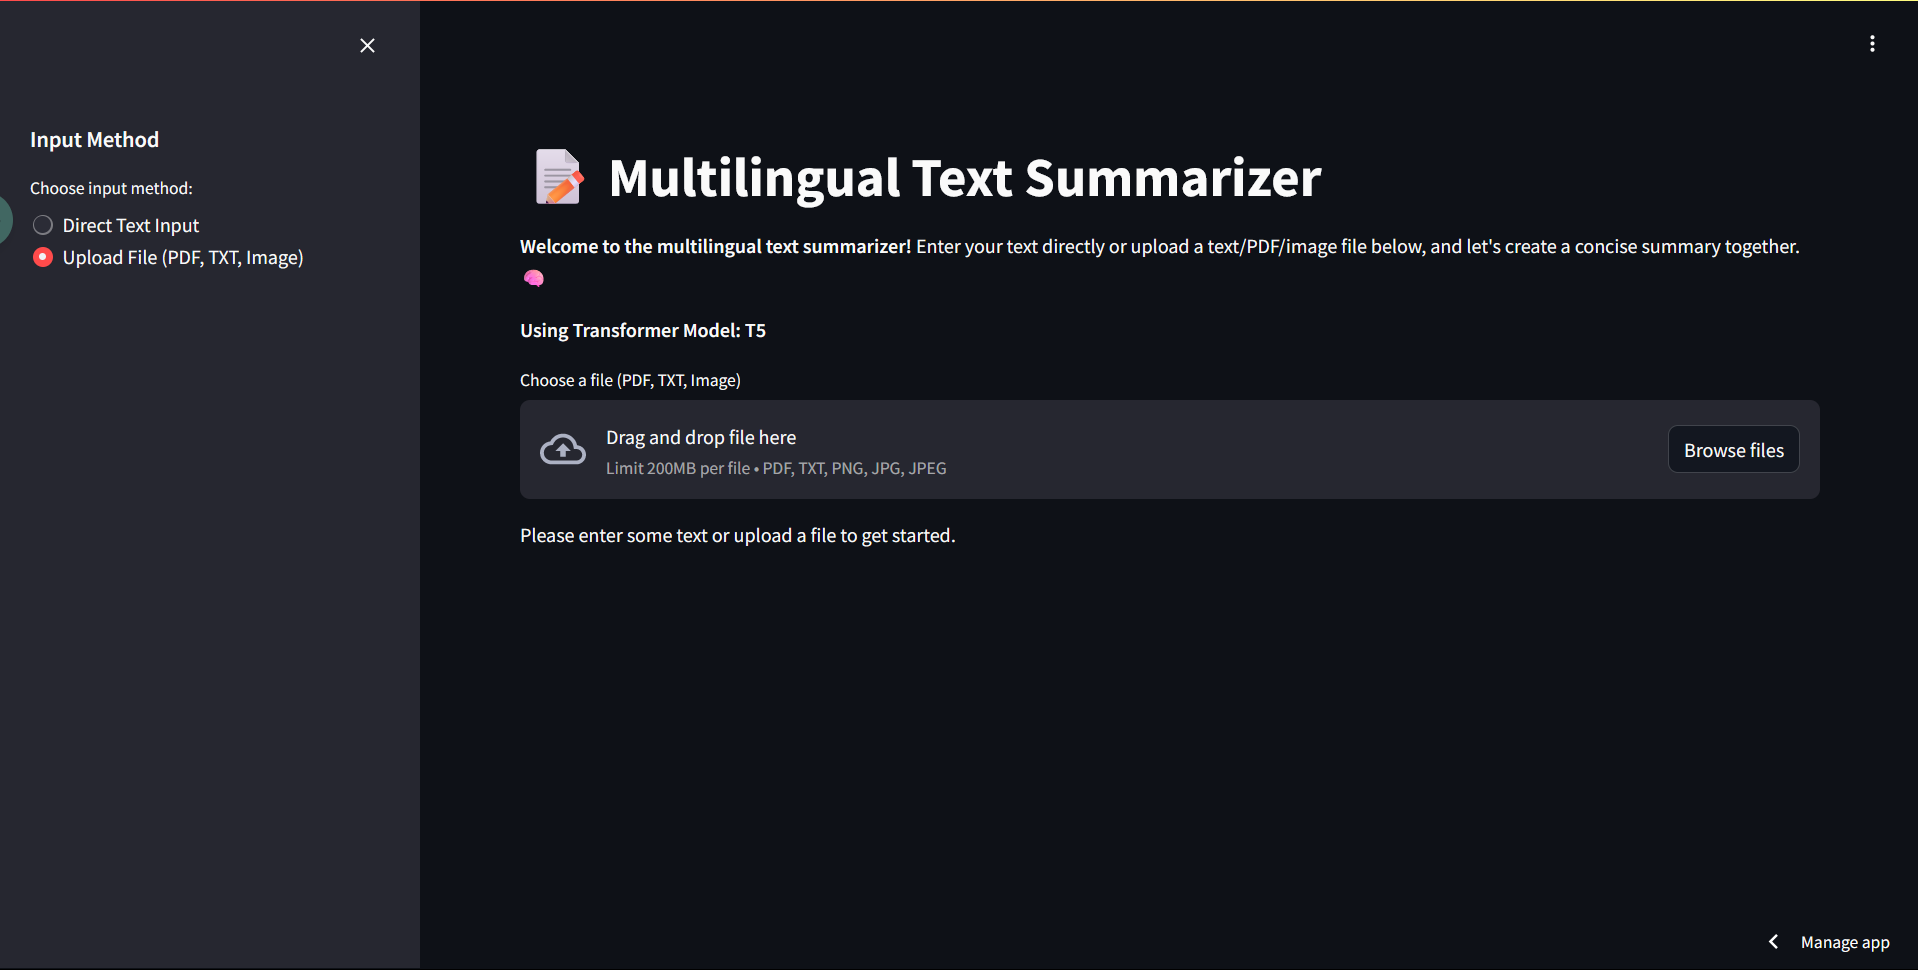 Input Method
Choose input method:
Direct Text Input
Upload File (PDF, TXT, Image)
Multilingual Text Summarizer
Welcome to the multilingual text summarizer! Enter your text directly or upload a text/PDF/image file below, and let's create a concise summary together.
Using Transformer Model: T5
Choose a file (PDF, TXT, Image)
Drag and drop file here
Limit 200MB per file • PDF, TXT, PNG, JPG, JPEG
Browse files
Please enter some text or upload a file to get started.
Manage app